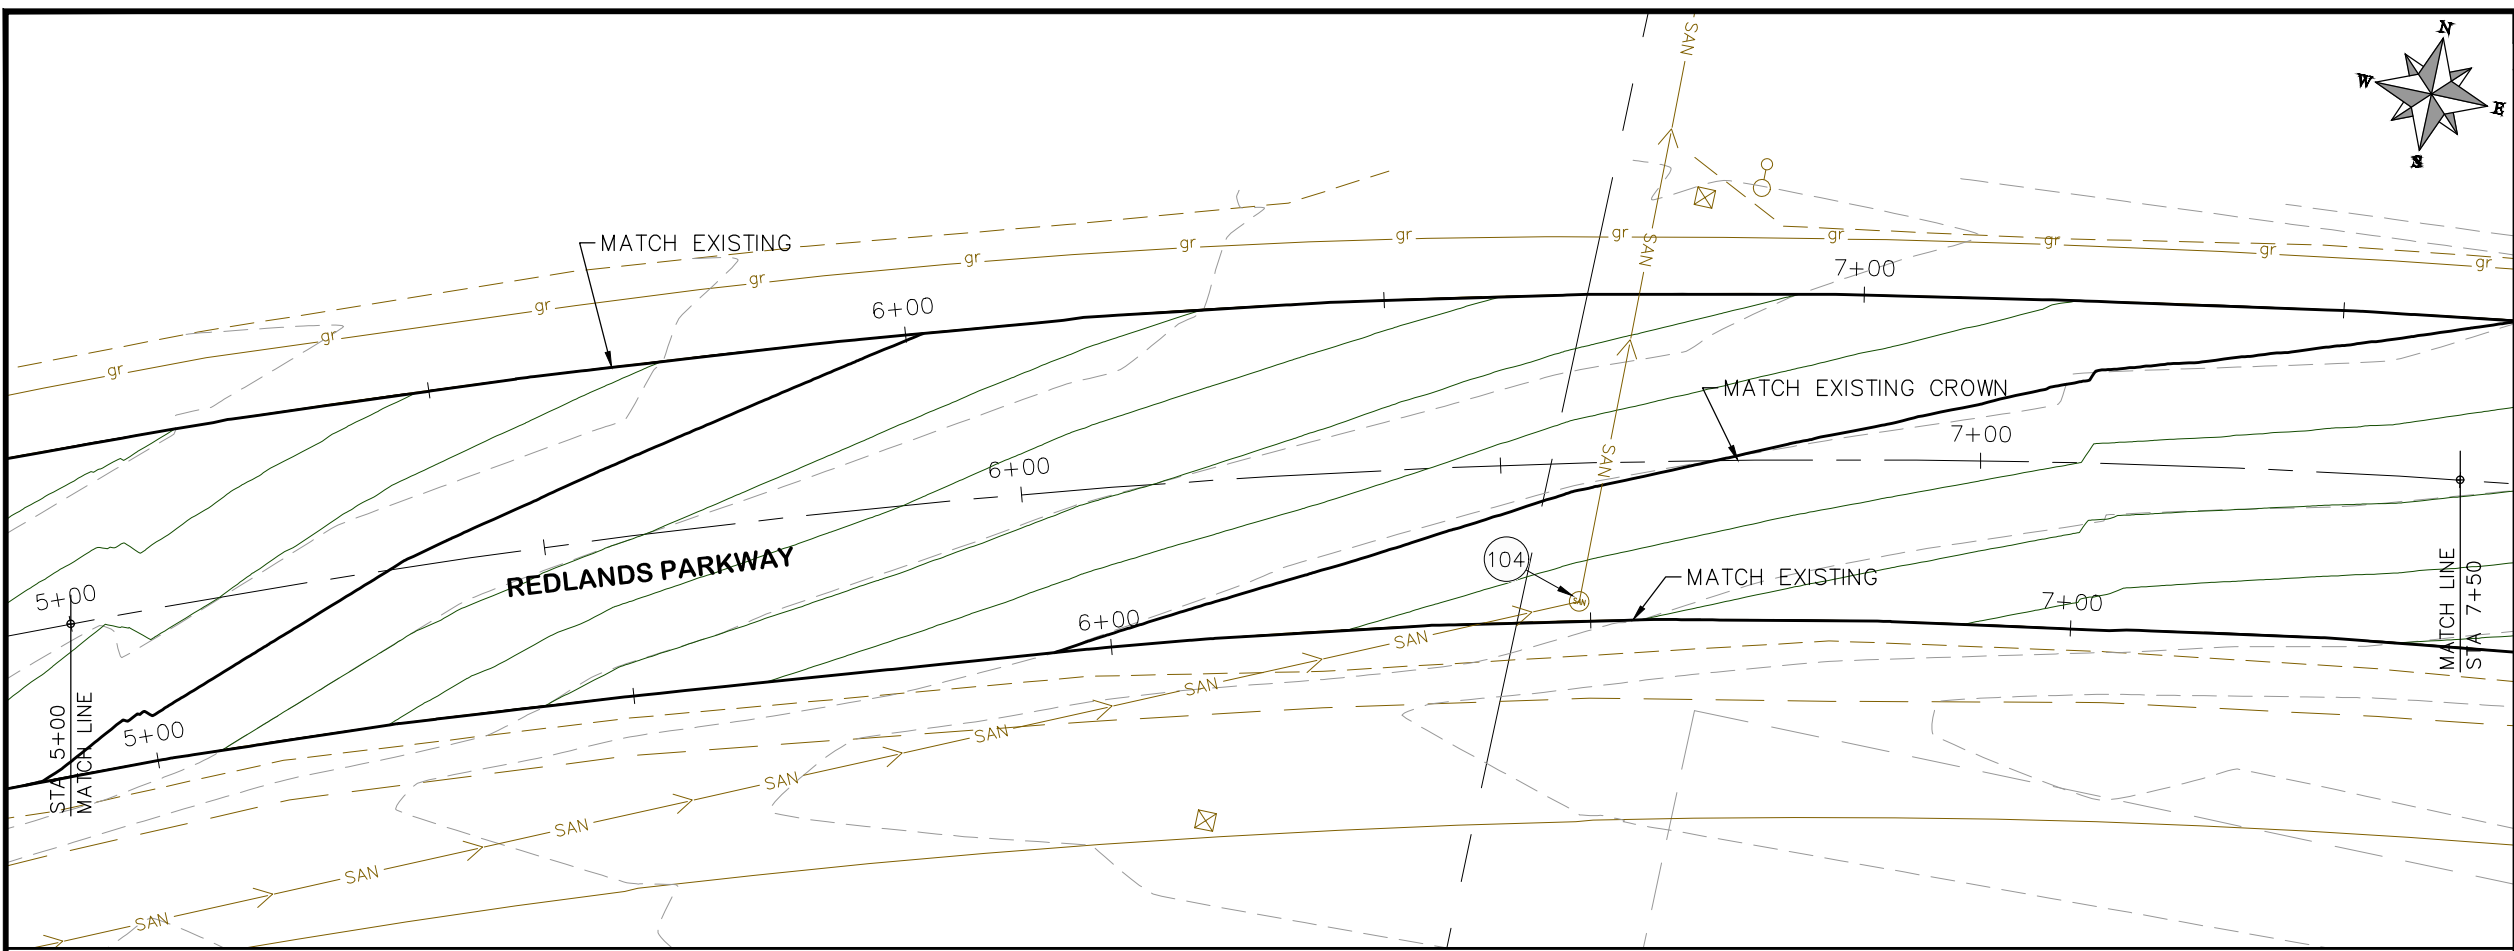 SAN
N
W
E
S
MATCH EXISTING
gr
gr
gr
gr
gr
gr
gr
gr
gr
gr
gr
gr
SAN
7+00
6+00
MATCH EXISTING CROWN
7+00
6+00
SAN
REDLANDS PARKWAY
104
MATCH EXISTING
MATCH LINE
STA 7+50
5+00
SAN
7+00
6+00
SAN
SAN
STA 5+00
MATCH LINE
5+00
SAN
SAN
SAN
SAN
SAN